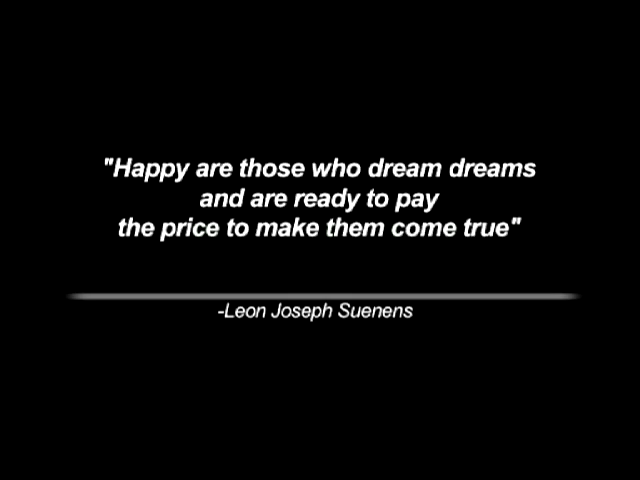 "Happy are those who dream dreams
and are ready to pay
the price to make them come true"
-Leon Joseph Suenens